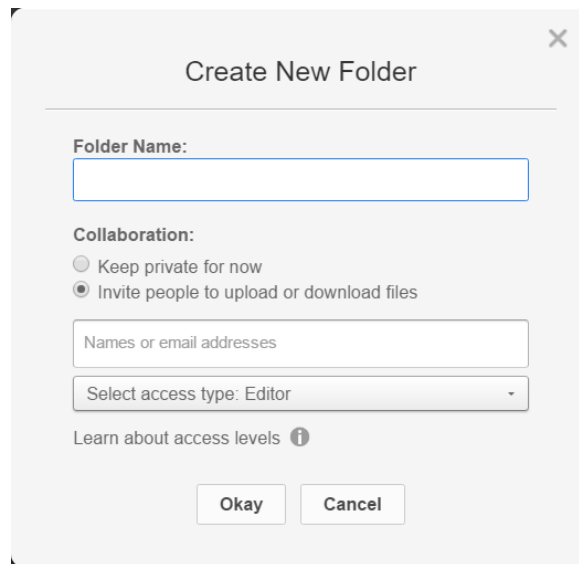 Create New Folder
Folder Name:
Collaboration:
Keep private for now
Invite people to upload or download files
Names or email addresses
Select access type: Editor
Learn about access levels
Okay Cancel